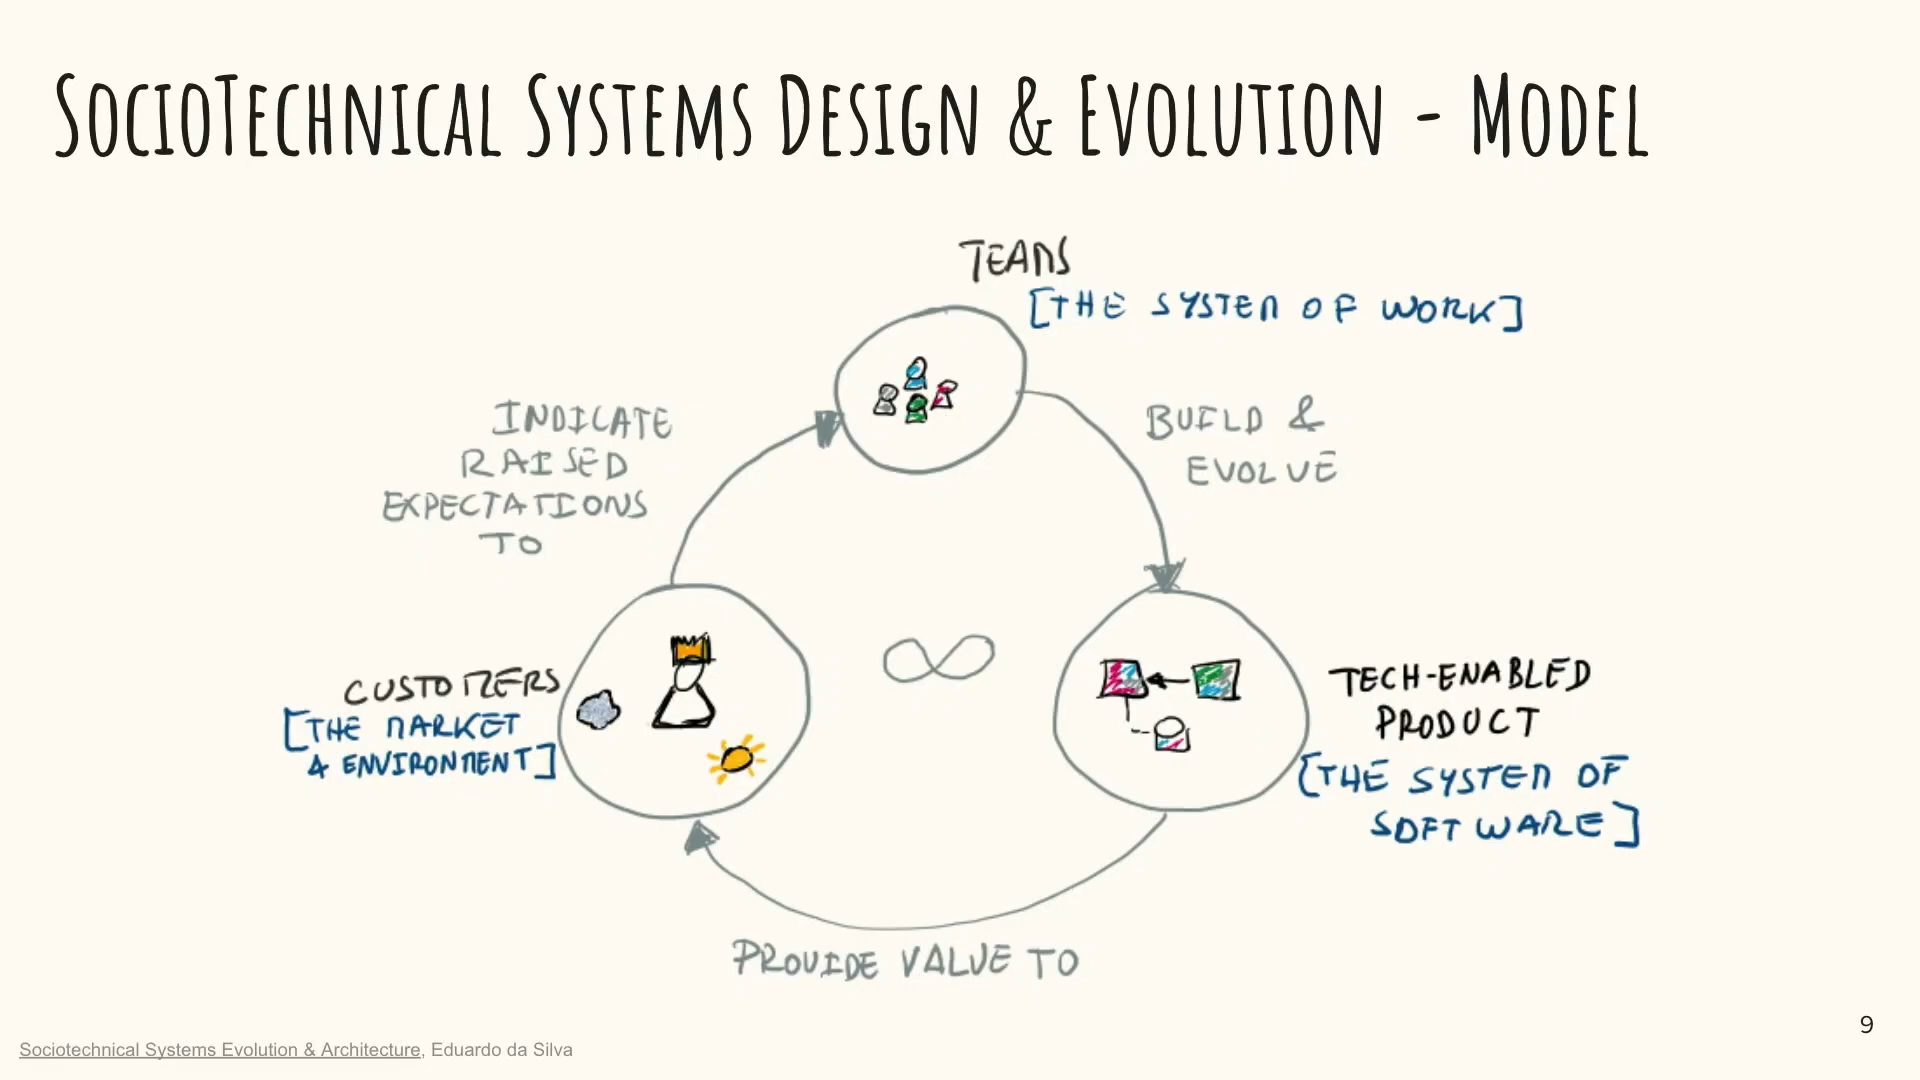 SocioTechnical Systems Design & Evolution - Model
TEAMS
[THE SYSTEM OF WORK]
INDICATE
RAISED
EXPECTATIONS
TO
BUILD &
EVOLVE
CUSTOMERS
[THE MARKET
& ENVIRONMENT]
TECH-ENABLED
PRODUCT
[THE SYSTEM OF
SOFTWARE]
PROVIDE VALUE TO
9
Sociotechnical Systems Evolution & Architecture, Eduardo da Silva